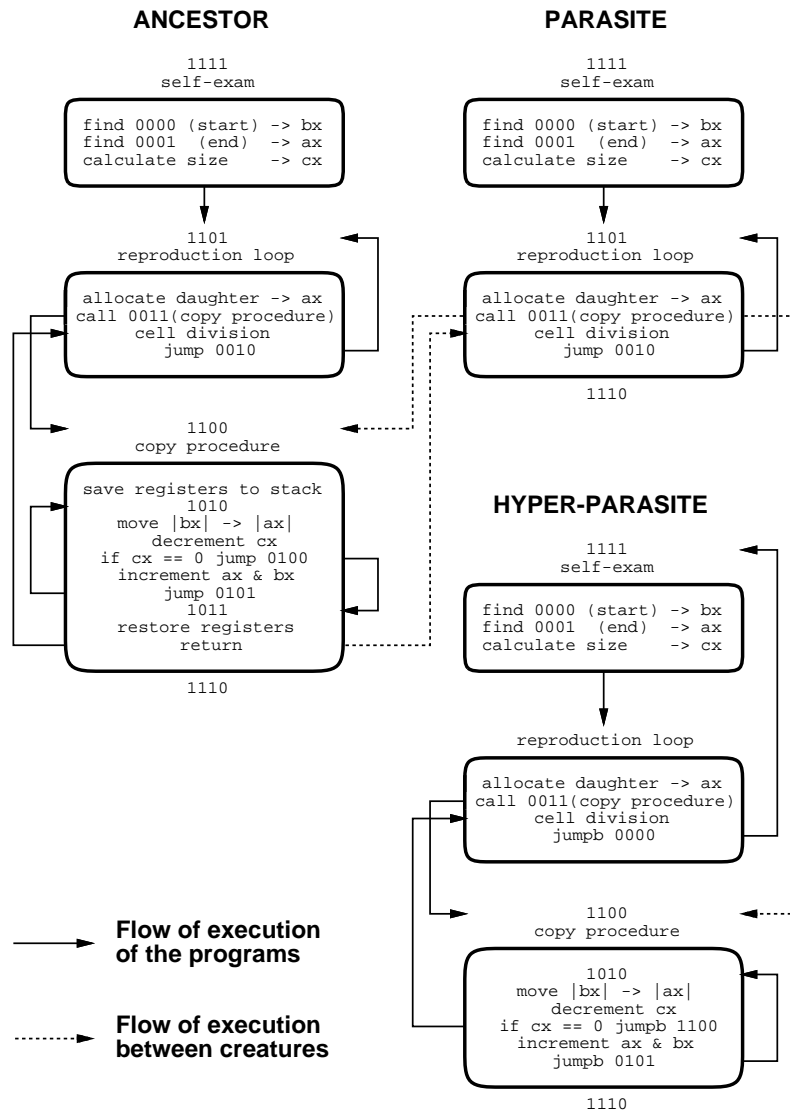 ANCESTOR
1111
self-exam
find 0000 (start) -> bx
find 0001 (end) -> ax
calculate size -> cx
1101
reproduction loop
allocate daughter -> ax
call 0011(copy procedure)
cell division
jump 0010
1100
copy procedure
save registers to stack
1010
move |bx| -> |ax|
decrement cx
if cx == 0 jump 0100
increment ax & bx
jump 0101
1011
restore registers
return
1110
PARASITE
1111
self-exam
find 0000 (start) -> bx
find 0001 (end) -> ax
calculate size -> cx
1101
reproduction loop
allocate daughter -> ax
call 0011(copy procedure)
cell division
jump 0010
1110
HYPER-PARASITE
1111
self-exam
find 0000 (start) -> bx
find 0001 (end) -> ax
calculate size -> cx
reproduction loop
allocate daughter -> ax
call 0011(copy procedure)
cell division
jumpb 0000
1100
copy procedure
1010
move |bx| -> |ax|
decrement cx
if cx == 0 jumpb 1100
increment ax & bx
jumpb 0101
1110
Flow of execution
of the programs
Flow of execution
between creatures